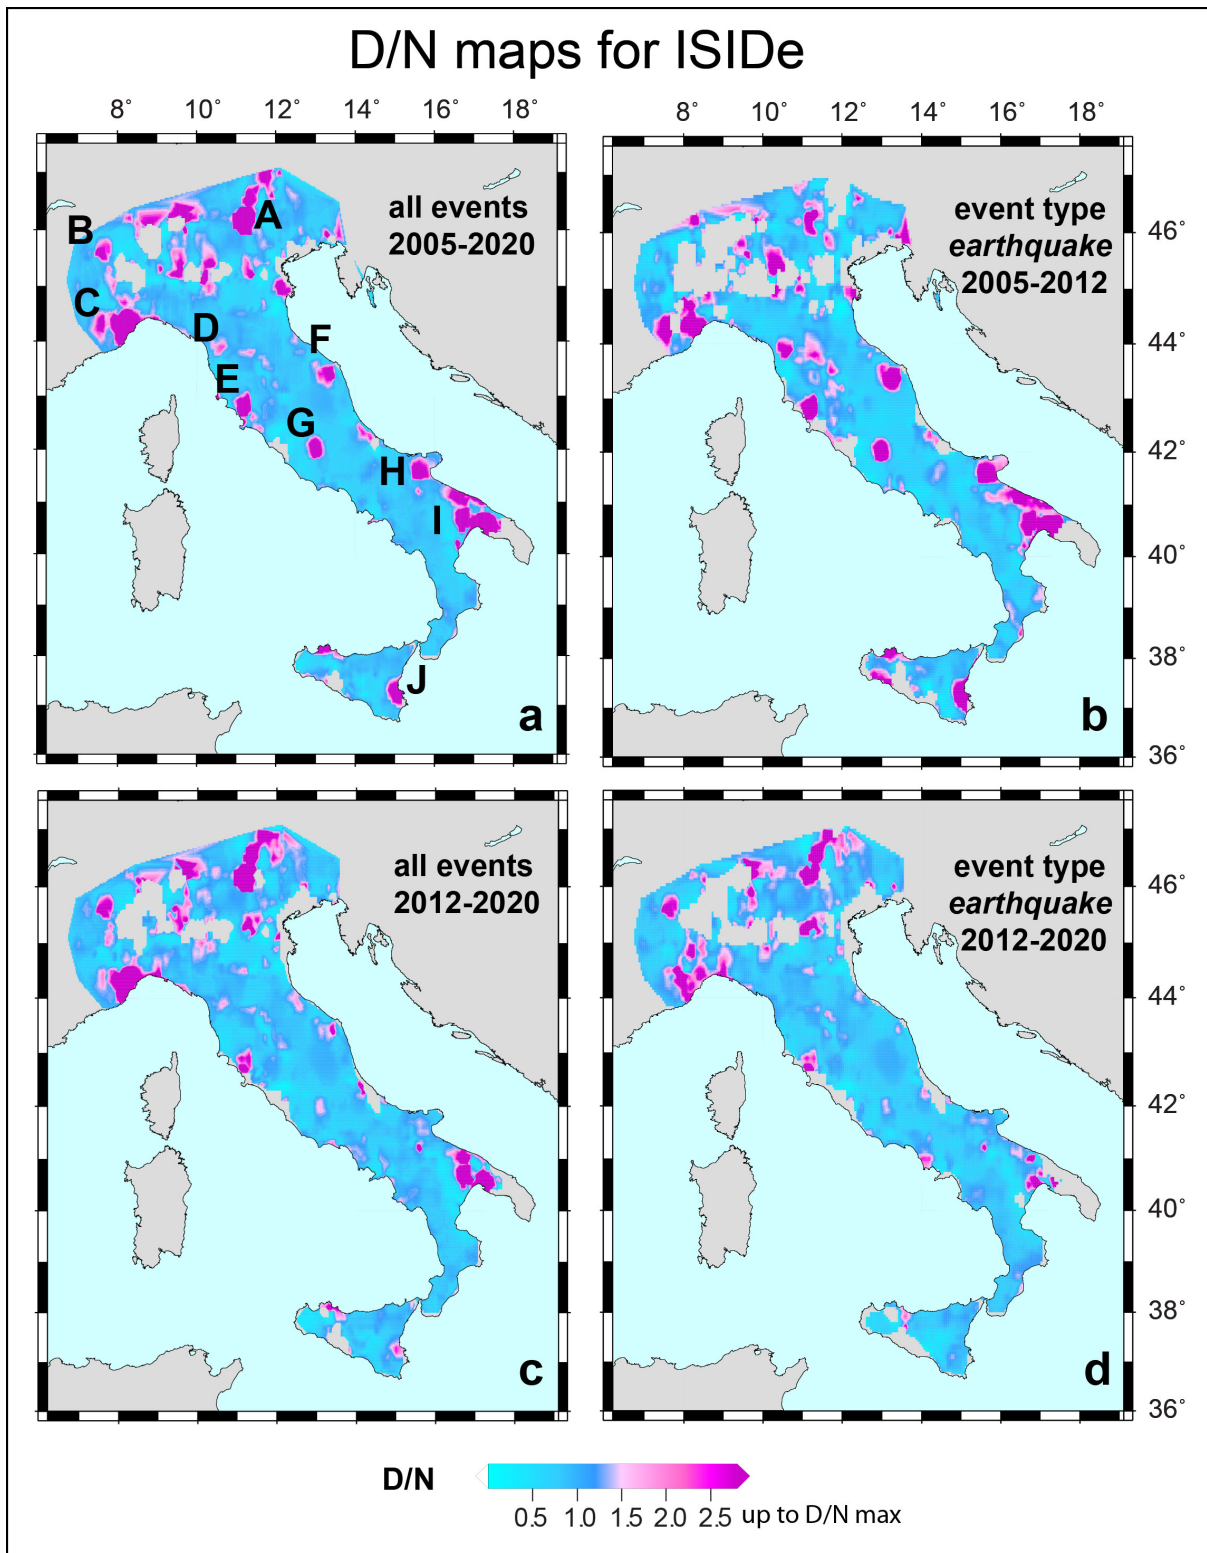 D/N maps for ISIDe
8° 10° 12° 14° 16° 18°
8° 10° 12° 14° 16° 18°
all events
2005-2020
A
B
C
D
E
F
G
H
I
J
a
event type
earthquake
2005-2012
b
46°
44°
42°
40°
38°
36°
all events
2012-2020
c
event type
earthquake
2012-2020
d
46°
44°
42°
40°
38°
36°
D/N
0.5 1.0 1.5 2.0 2.5 up to D/N max